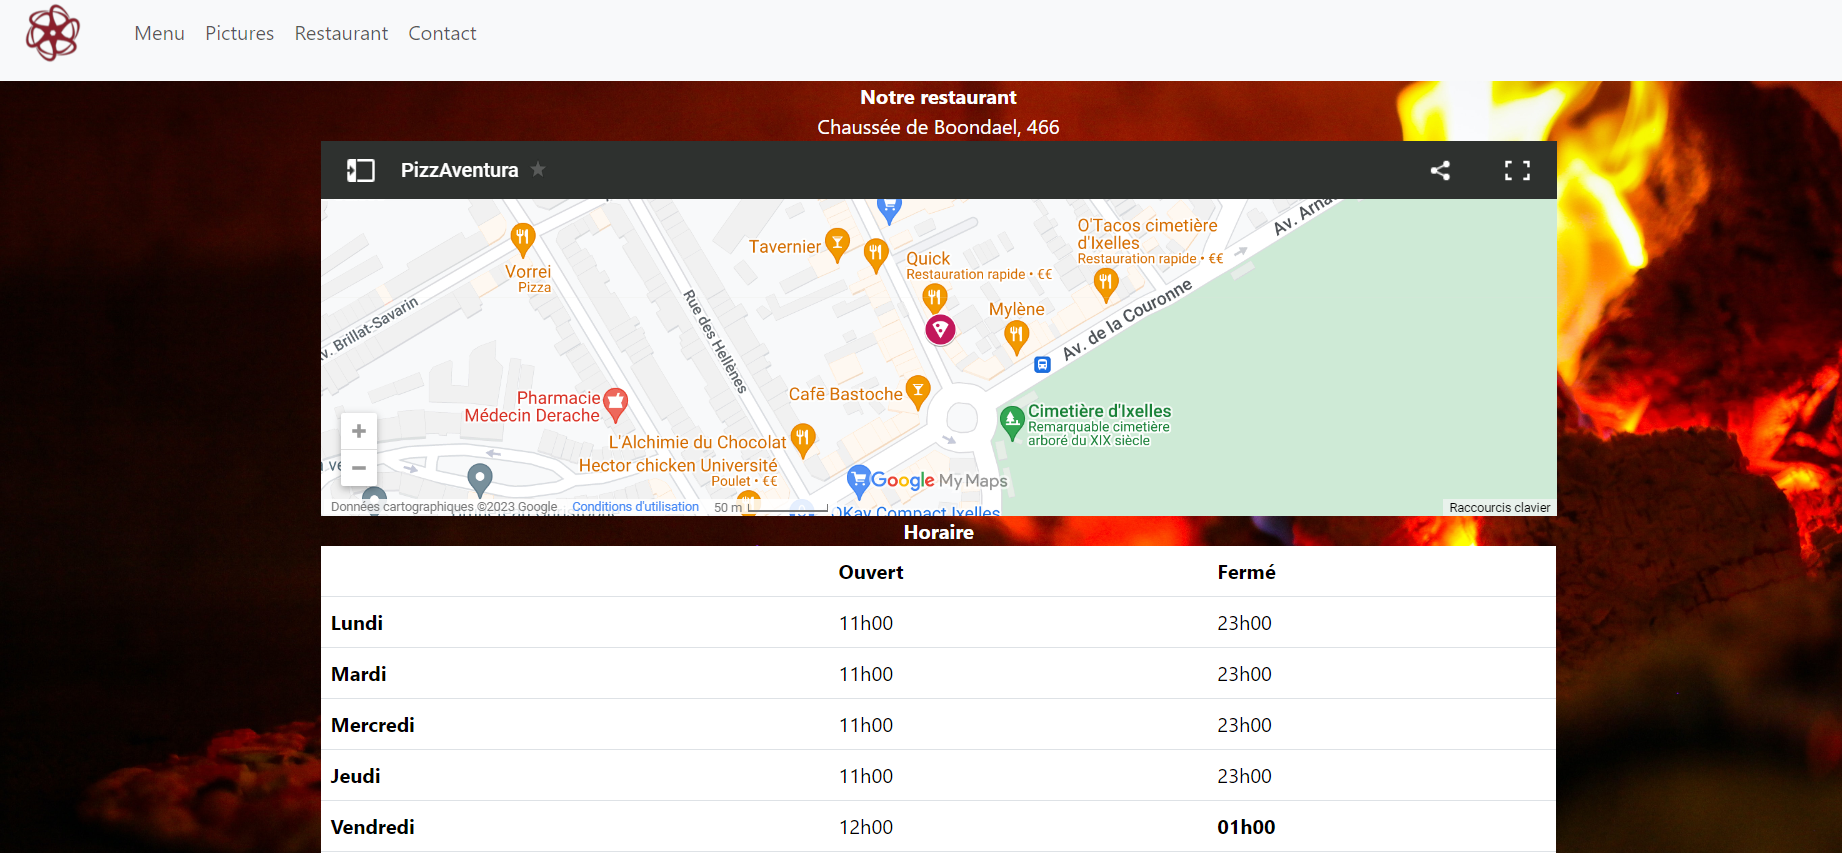 Menu Pictures Restaurant Contact
Notre restaurant
Chaussée de Boondael, 466
PizzAventura
Av. Arna
O'Tacos cimetière
d'Ixelles
Restauration rapide • €€
Tavernier
Quick
Restauration rapide • €€
Vorrei
Pizza
Mylène
Rue des Hellènes
v. Brillat-Savarin
Av. de la Couronne
Cafē Bastoche
Pharmacie
Médecin Derache
Cimetière d'Ixelles
Remarquable cimetière
arboré du XIX siècle
L'Alchimie du Chocolat
Hector chicken Université
Poulet • €€
Google My Maps
OKay Compact Ixelles
Données cartographiques ©2023 Google Conditions d'utilisation 50 m Raccourcis clavier
Horaire
Ouvert Fermé
Lundi 11h00 23h00
Mardi 11h00 23h00
Mercredi 11h00 23h00
Jeudi 11h00 23h00
Vendredi 12h00 01h00